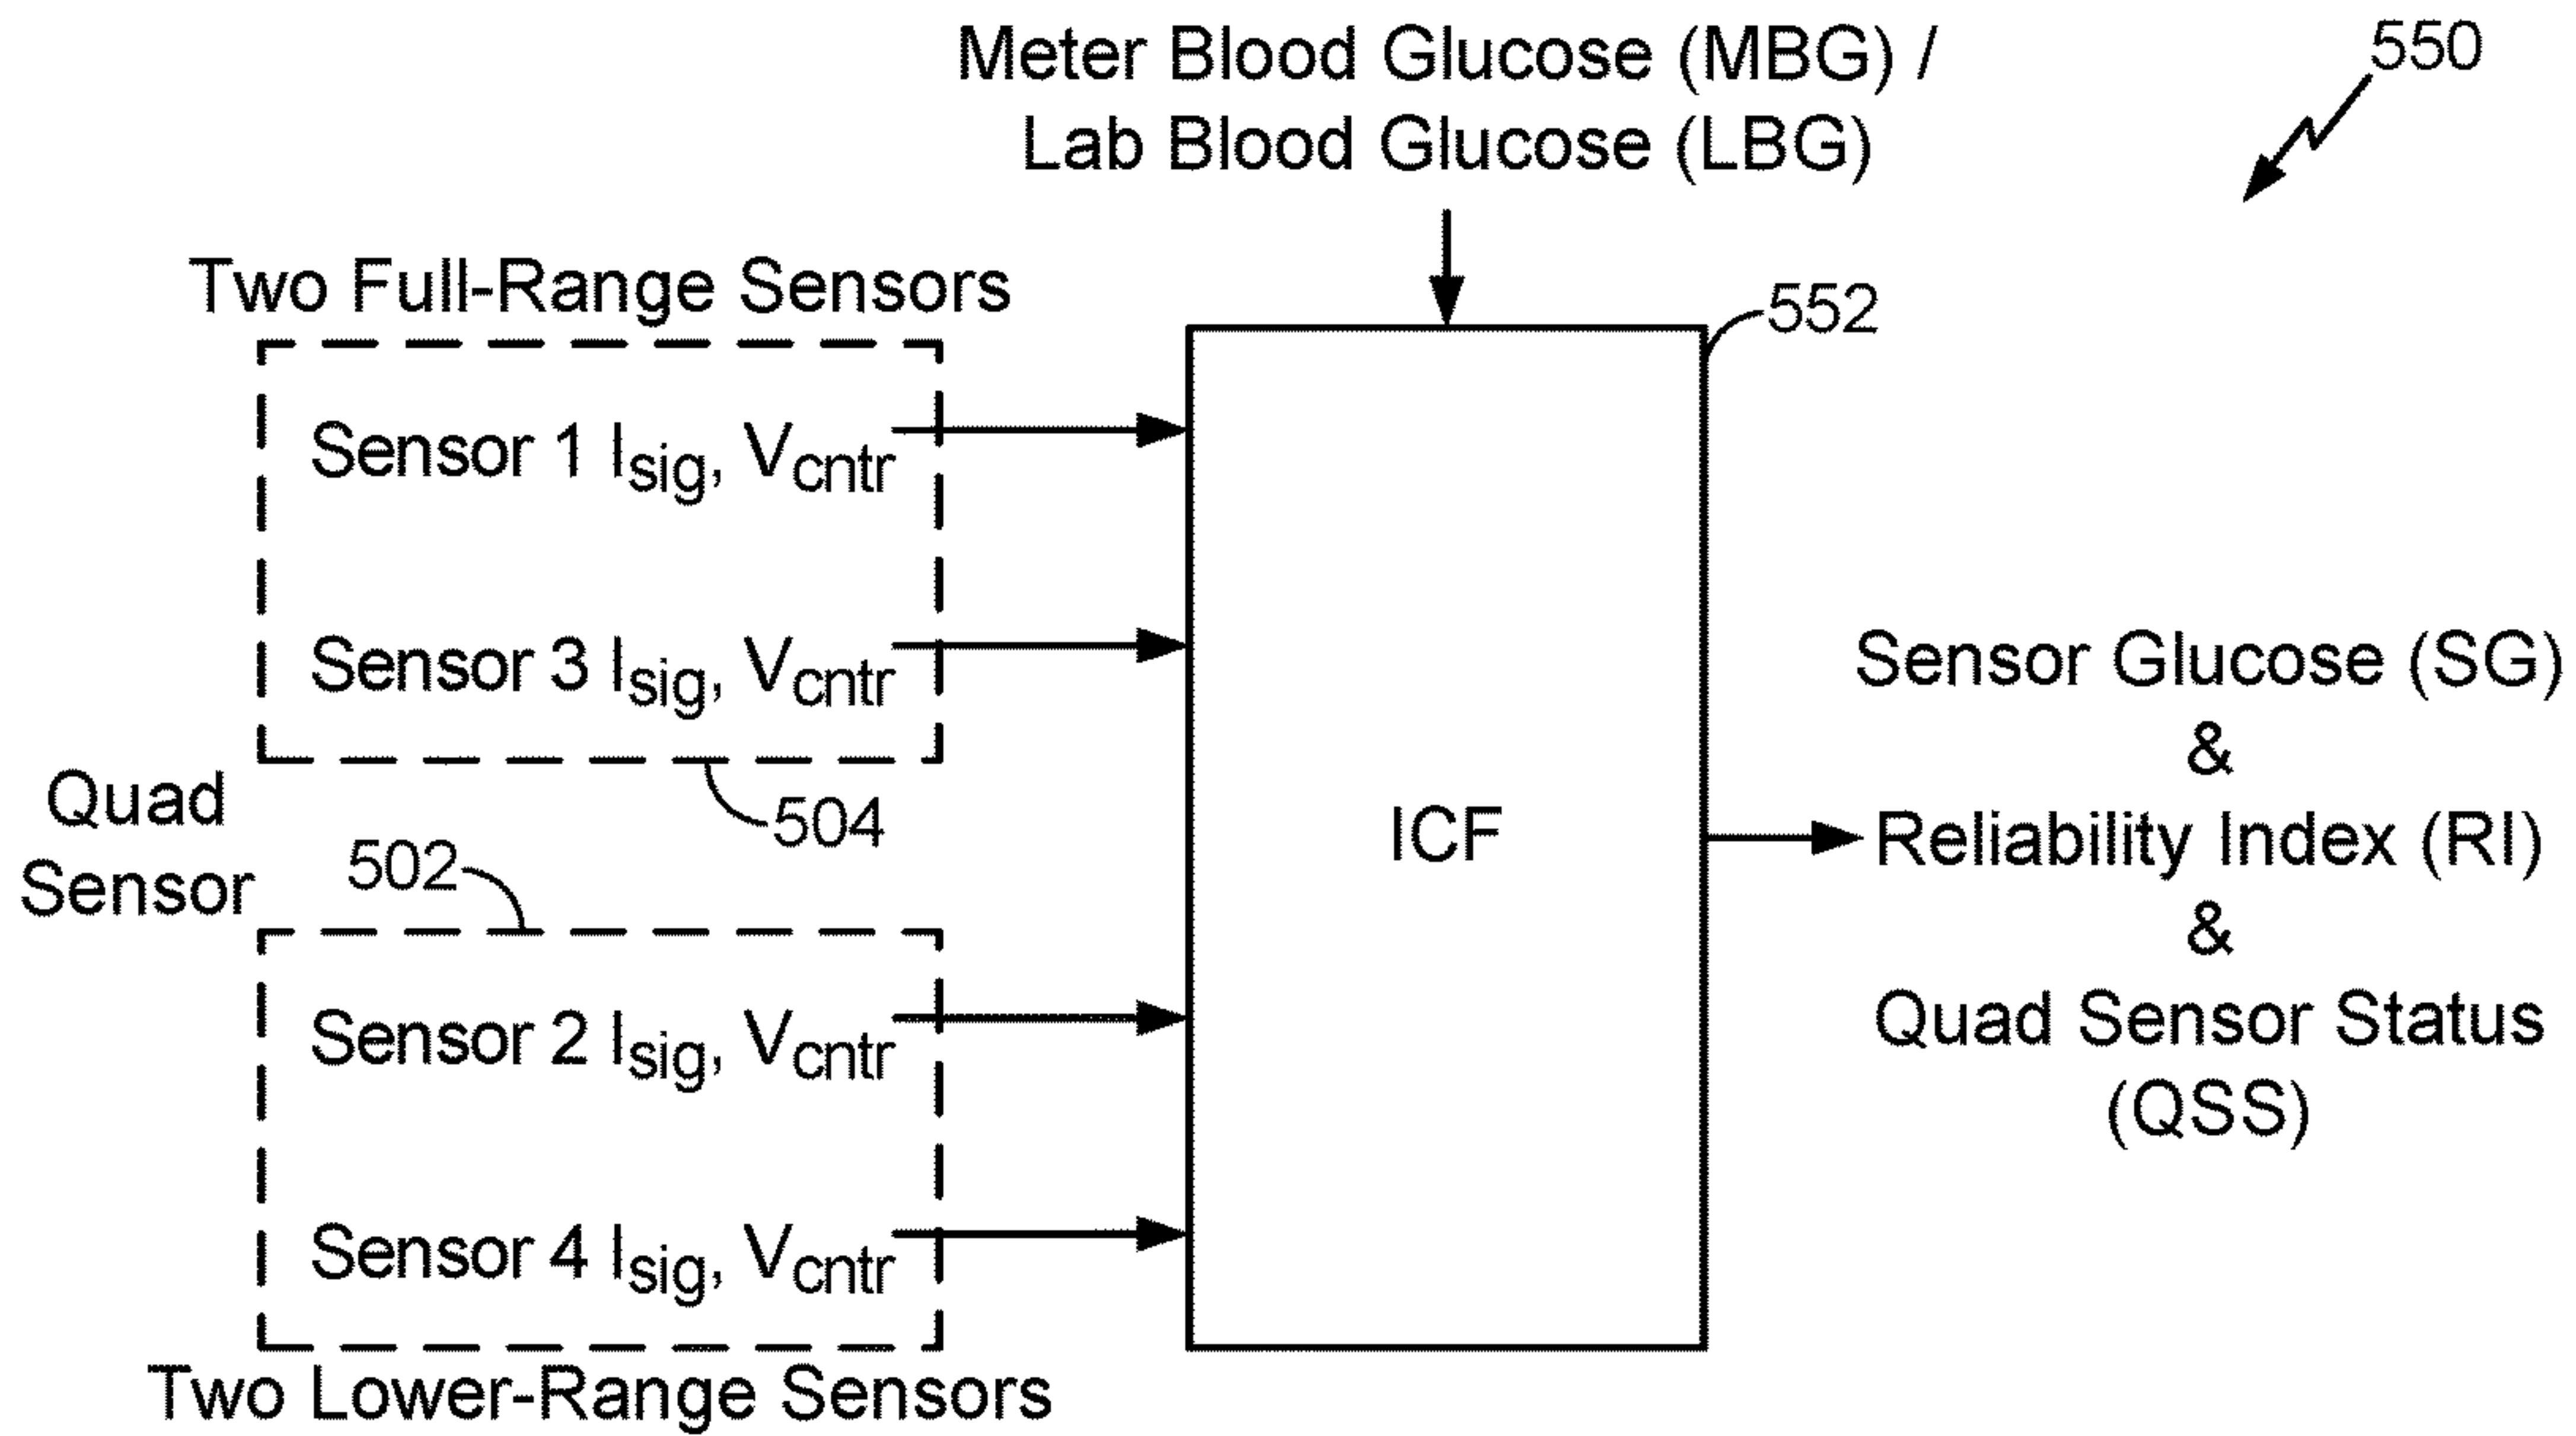 Meter Blood Glucose (MBG) /
Lab Blood Glucose (LBG)
550
Two Full-Range Sensors
552
Sensor 1 Isig, Vcntr
Sensor 3 Isig, Vcntr
504
Quad
Sensor
502
Sensor 2 Isig, Vcntr
Sensor 4 Isig, Vcntr
Two Lower-Range Sensors
ICF
Sensor Glucose (SG)
&
Reliability Index (RI)
&
Quad Sensor Status
(QSS)